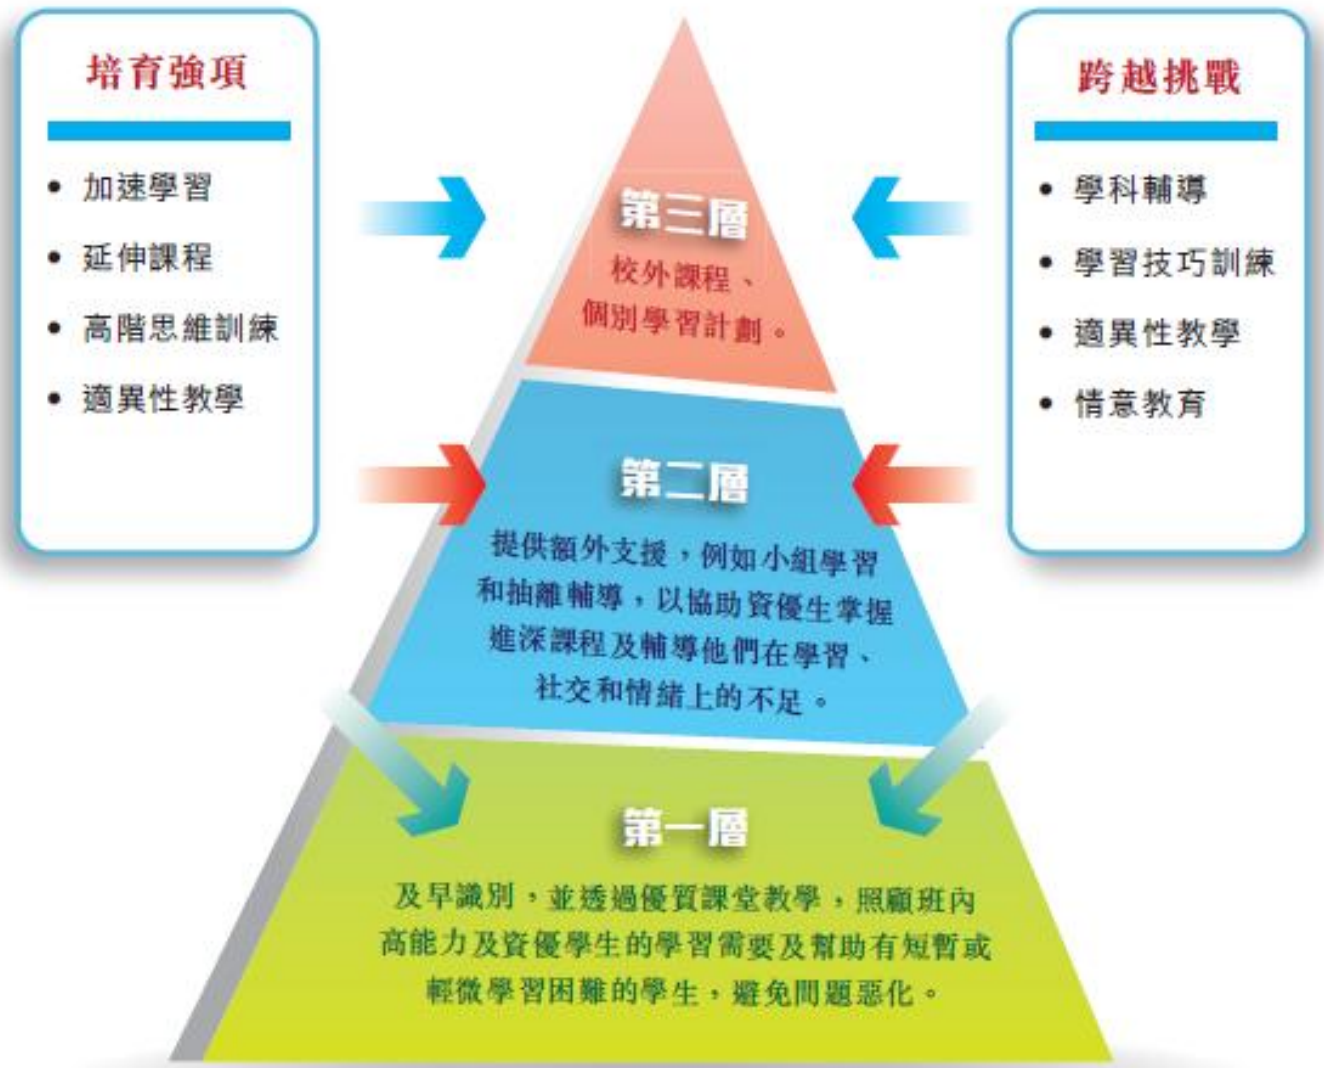 培育強項
• 加速學習
• 延伸課程
• 高階思維訓練
• 適異性教學
跨越挑戰
• 學科輔導
• 學習技巧訓練
• 適異性教學
• 情意教育
第三層
校外課程、
個別學習計劃。
第二層
提供額外支援，例如小組學習
和抽離輔導，以協助資優生掌握
進深課程及輔導他們在學習、
社交和情緒上的不足。
第一層
及早識別，並透過優質課堂教學，照顧班內
高能力及資優學生的學習需要及幫助有短暫或
輕微學習困難的學生，避免問題惡化。